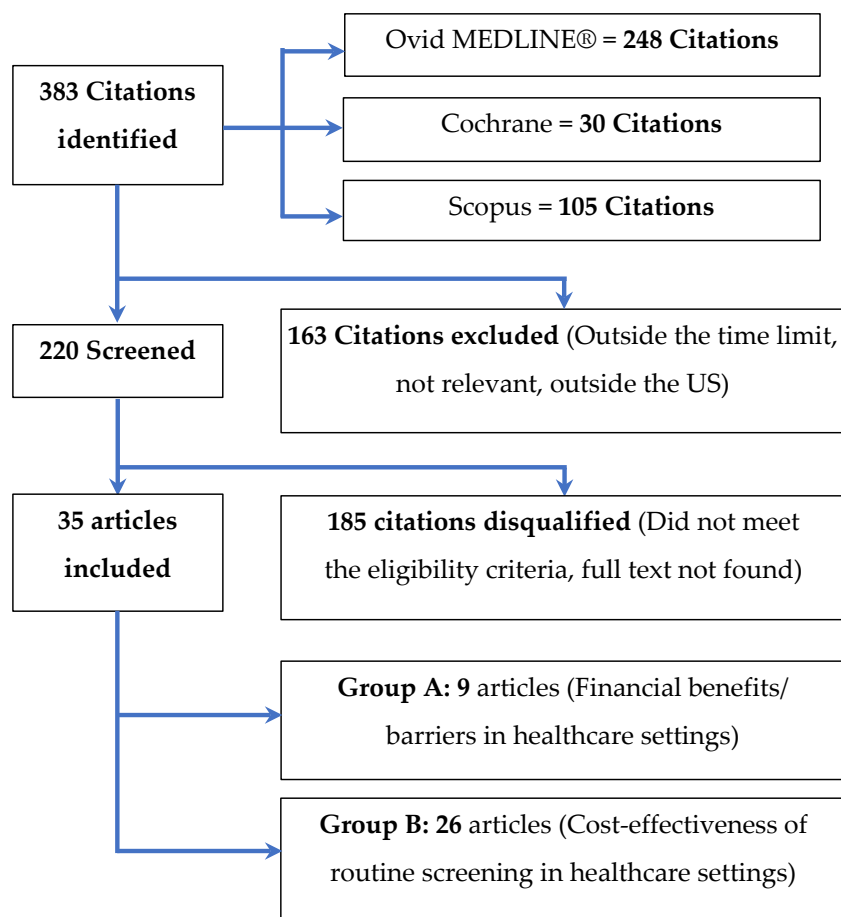 383 Citations
identified
Ovid MEDLINE® = 248 Citations
Cochrane = 30 Citations
Scopus = 105 Citations
220 Screened
163 Citations excluded (Outside the time limit,
not relevant, outside the US)
35 articles
included
185 citations disqualified (Did not meet
the eligibility criteria, full text not found)
Group A: 9 articles (Financial benefits/
barriers in healthcare settings)
Group B: 26 articles (Cost-effectiveness of
routine screening in healthcare settings)